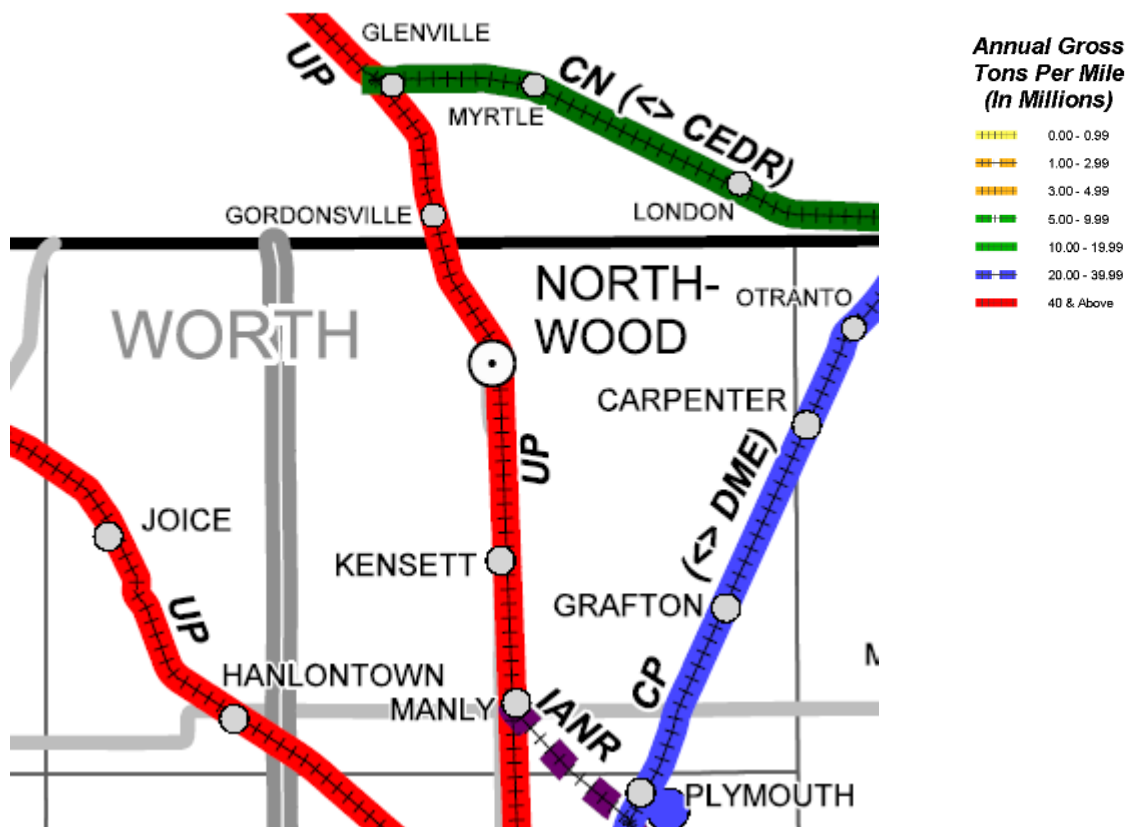 GLENVILLE
UP
CN (<> CEDR)
MYRTLE
GORDONSVILLE
LONDON
NORTH-
WOOD
OTRANTO
WORTH
CARPENTER
UP
(<> DME)
JOICE
KENSETT
GRAFTON
UP
HANLONTOWN
CP
M
MANLY
IANR
PLYMOUTH
Annual Gross
Tons Per Mile
(In Millions)
0.00 - 0.99
1.00 - 2.99
3.00 - 4.99
5.00 - 9.99
10.00 - 19.99
20.00 - 39.99
40 & Above